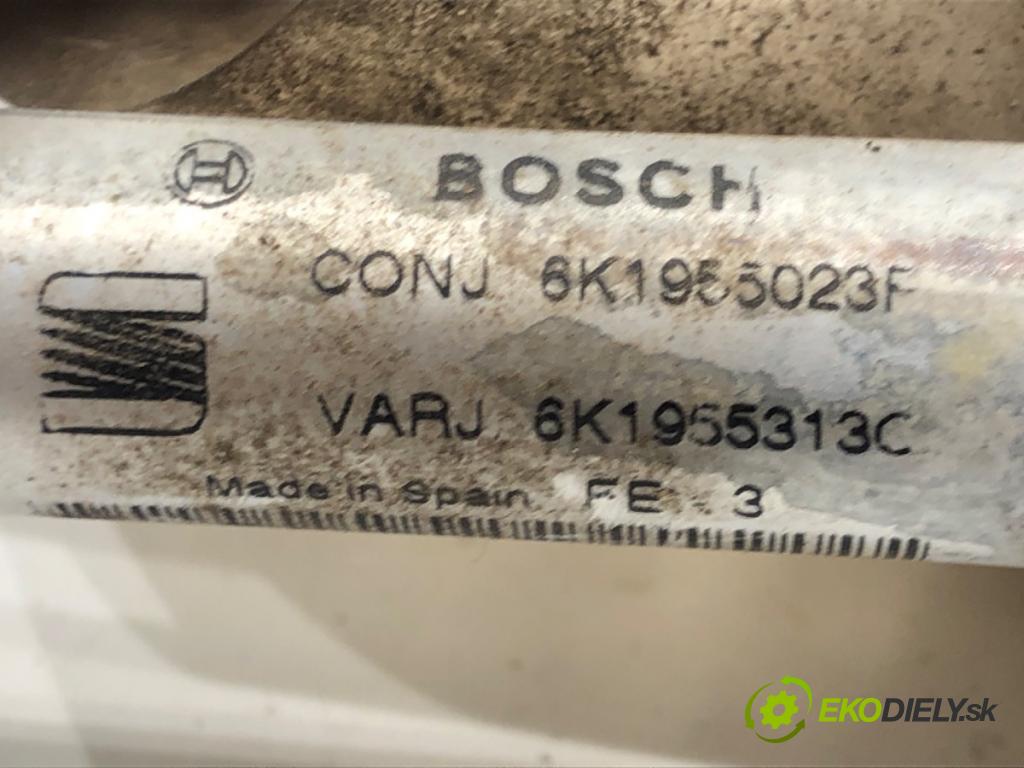 BOSCH
CONJ 6K1955023F
VARJ 6K1955313C
Made in Spain FE - 3
EKODIELY.sk